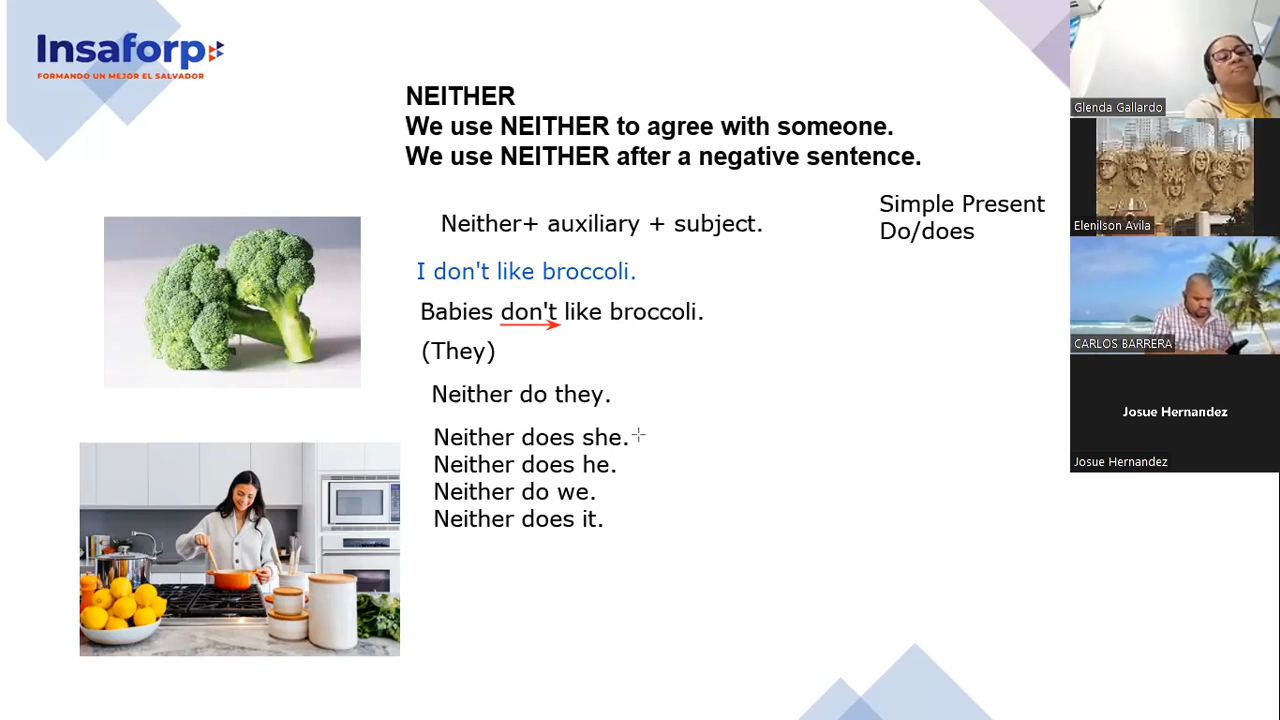 Insaforp
FORMANDO UN MEJOR EL SALVADOR
NEITHER
We use NEITHER to agree with someone.
We use NEITHER after a negative sentence.
Neither+ auxiliary + subject.
Simple Present
Do/does
I don't like broccoli.
Babies don't like broccoli.
(They)
Neither do they.
Neither does she.
Neither does he.
Neither do we.
Neither does it.
Glenda Gallardo
Elenilson Avila
CARLOS BARRERA
Josue Hernandez
Josue Hernandez